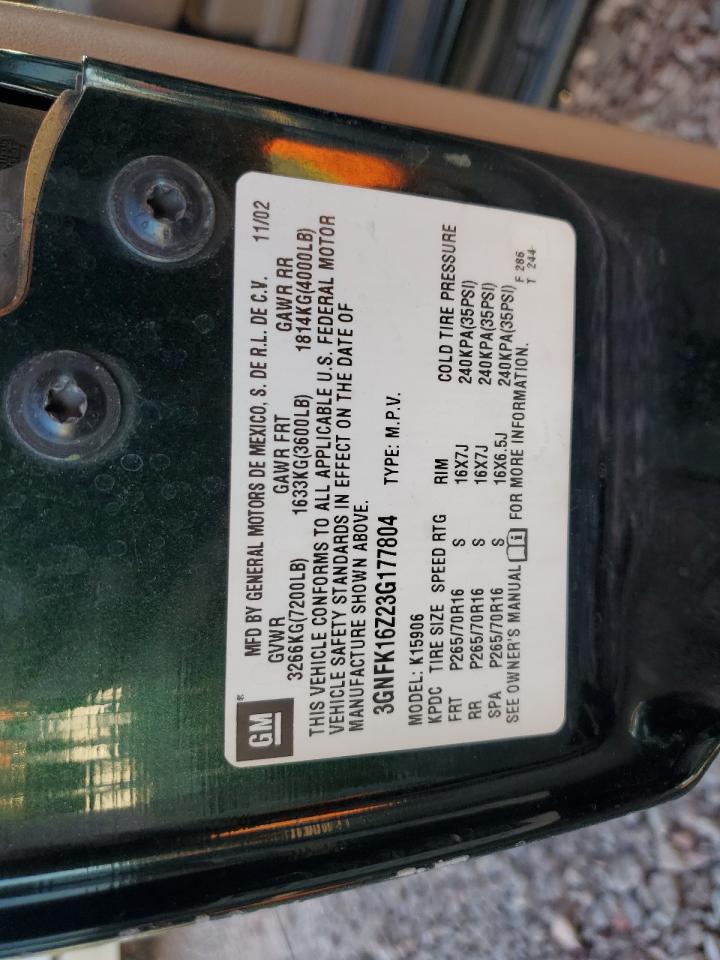 GM®
MFD BY GENERAL MOTORS DE MEXICO, S. DE R.L. DE C.V. 11/02
GVWR GAWR FRT GAWR RR
3266KG(7200LB) 1633KG(3600LB) 1814KG(4000LB)
THIS VEHICLE CONFORMS TO ALL APPLICABLE U.S. FEDERAL MOTOR
VEHICLE SAFETY STANDARDS IN EFFECT ON THE DATE OF
MANUFACTURE SHOWN ABOVE.
3GNFK16Z23G177804 TYPE: M.P.V.
MODEL: K15906
KPDC TIRE SIZE SPEED RTG RIM COLD TIRE PRESSURE
FRT P265/70R16 S 16X7J 240KPA(35PSI)
RR P265/70R16 S 16X7J 240KPA(35PSI)
SPA P265/70R16 S 16X6.5J 240KPA(35PSI)
SEE OWNER'S MANUAL FOR MORE INFORMATION.
F 286
T 244